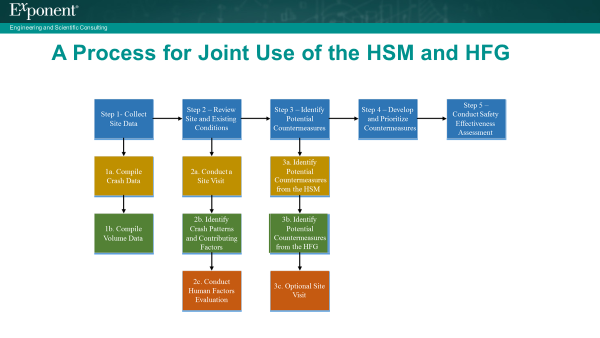 Exponent®
Engineering and Scientific Consulting
A Process for Joint Use of the HSM and HFG
Step 1- Collect
Site Data
Step 2 – Review
Site and Existing
Conditions
Step 3 – Identify
Potential
Countermeasures
Step 4 – Develop
and Prioritize
Countermeasures
Step 5 –
Conduct Safety
Effectiveness
Assessment
1a. Compile
Crash Data
2a. Conduct a
Site Visit
3a. Identify
Potential
Countermeasures
from the HSM
1b. Compile
Volume Data
2b. Identify
Crash Patterns
and Contributing
Factors
3b. Identify
Potential
Countermeasures
from the HFG
2c. Conduct
Human Factors
Evaluation
3c. Optional Site
Visit